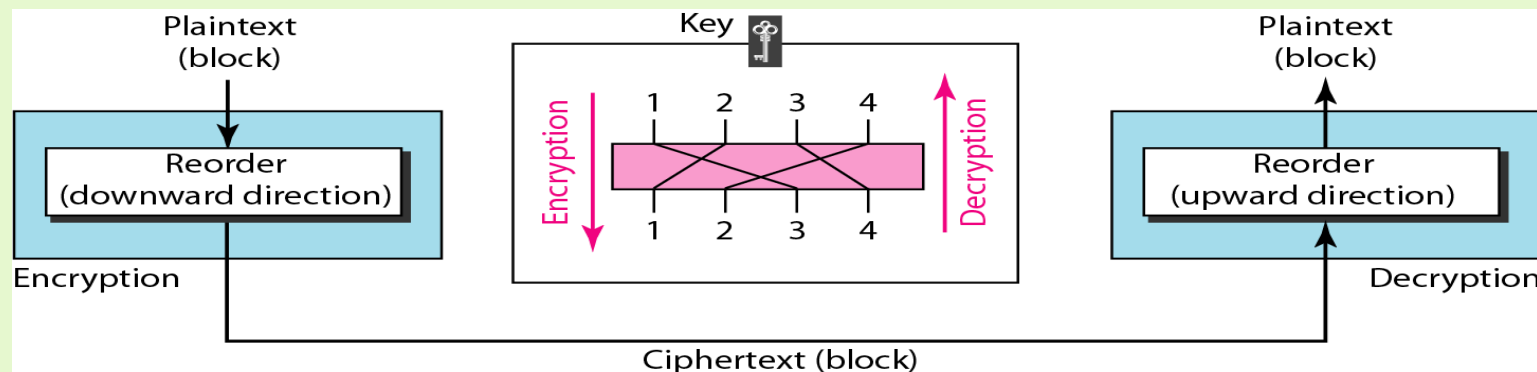 Plaintext
(block)
Reorder
(downward direction)
Encryption
Key
Encryption
1 2 3 4
1 2 3 4
Decryption
Plaintext
(block)
Reorder
(upward direction)
Decryption
Ciphertext (block)